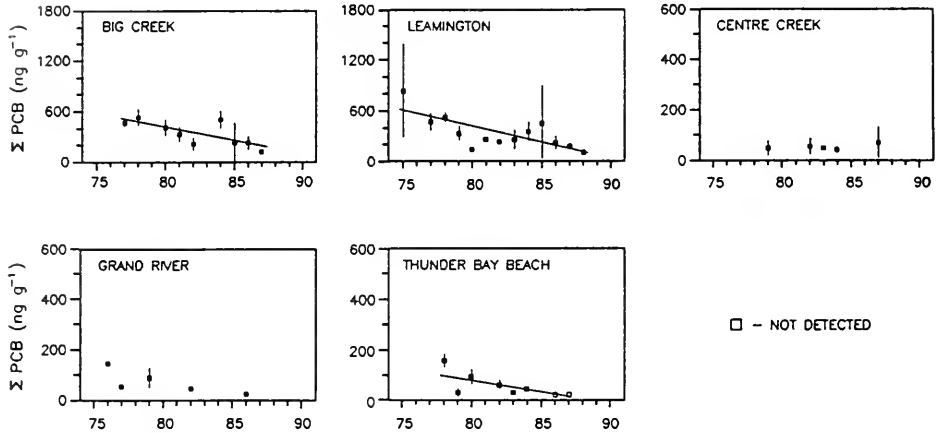 BIG CREEK
Σ PCB (ng g⁻¹)
1800
1200
600
0
75 80 85 90
LEAMINGTON
1800
1200
600
0
75 80 85 90
CENTRE CREEK
600
400
200
0
75 80 85 90
GRAND RIVER
Σ PCB (ng g⁻¹)
600
400
200
0
75 80 85 90
THUNDER BAY BEACH
600
400
200
0
75 80 85 90
□ – NOT DETECTED